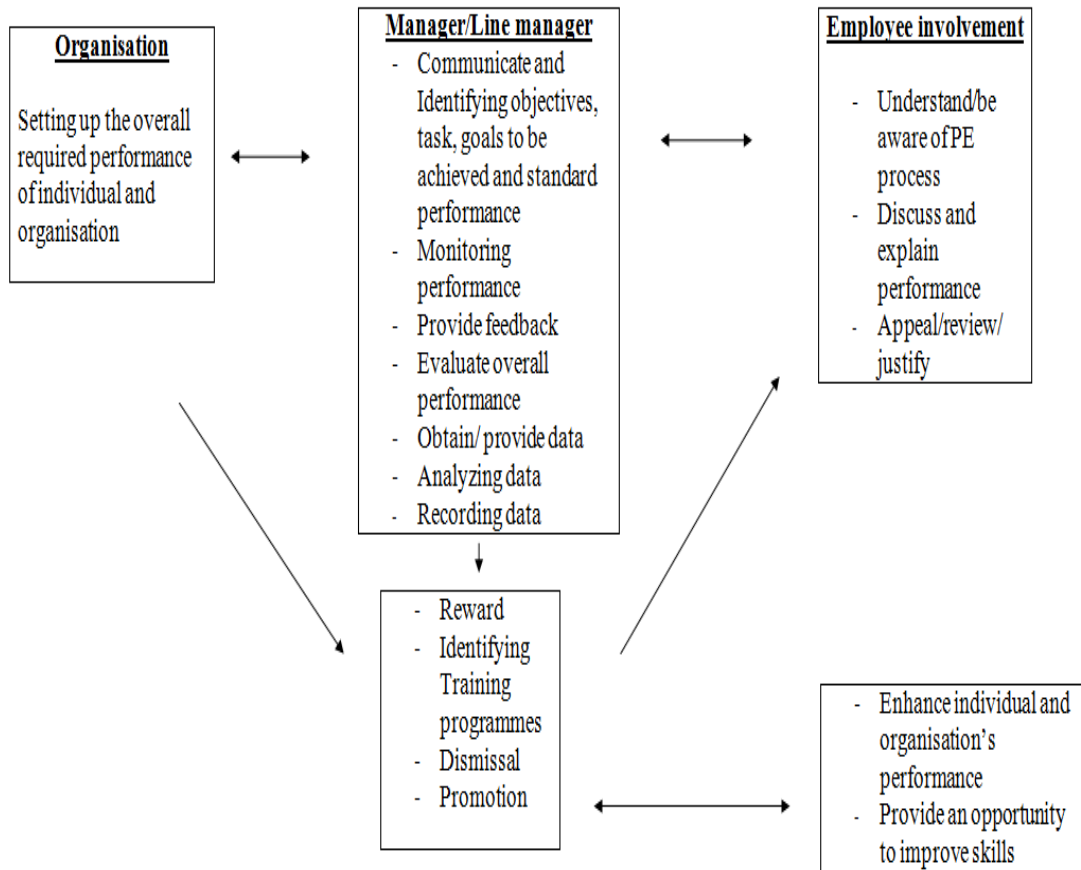 Organisation
Setting up the overall
required performance
of individual and
organisation
Manager/Line manager
- Communicate and
Identifying objectives,
task, goals to be
achieved and standard
performance
- Monitoring
performance
- Provide feedback
- Evaluate overall
performance
- Obtain/ provide data
- Analyzing data
- Recording data
Employee involvement
- Understand/be
aware of PE
process
- Discuss and
explain performance
- Appeal/review/
justify
- Reward
- Identifying
Training
programmes
- Dismissal
- Promotion
- Enhance individual and
organisation’s
performance
- Provide an opportunity
to improve skills